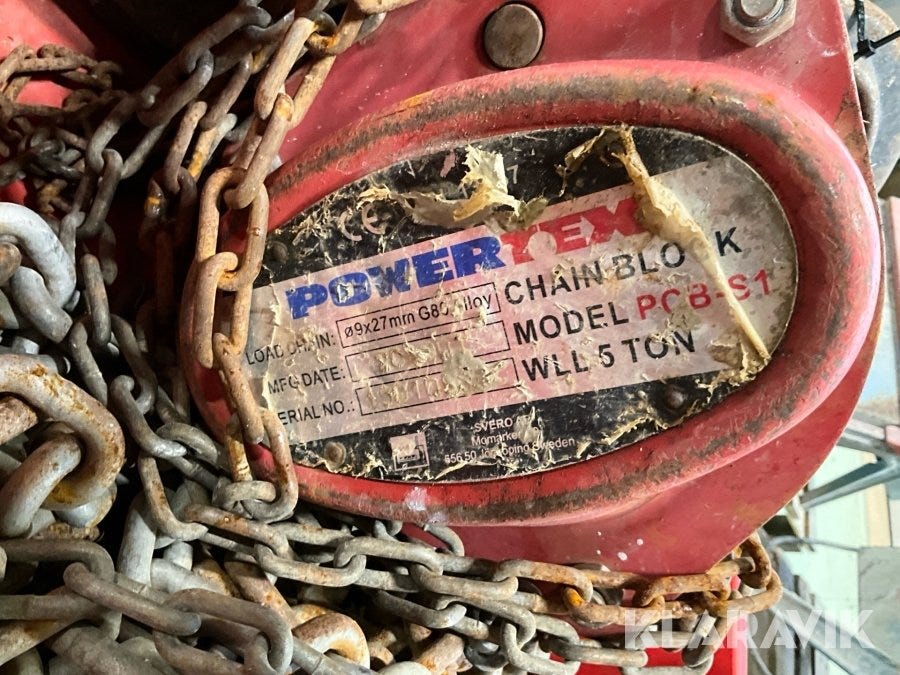 CE
POWERTEX
CHAIN BLOCK
LOAD CHAIN: ø9x27mm G80 Alloy
MODEL PCB-S1
MFG DATE:
WLL 5 TON
SERIAL NO.:
SVERO
Momarken
Sweden
KLARAVIK